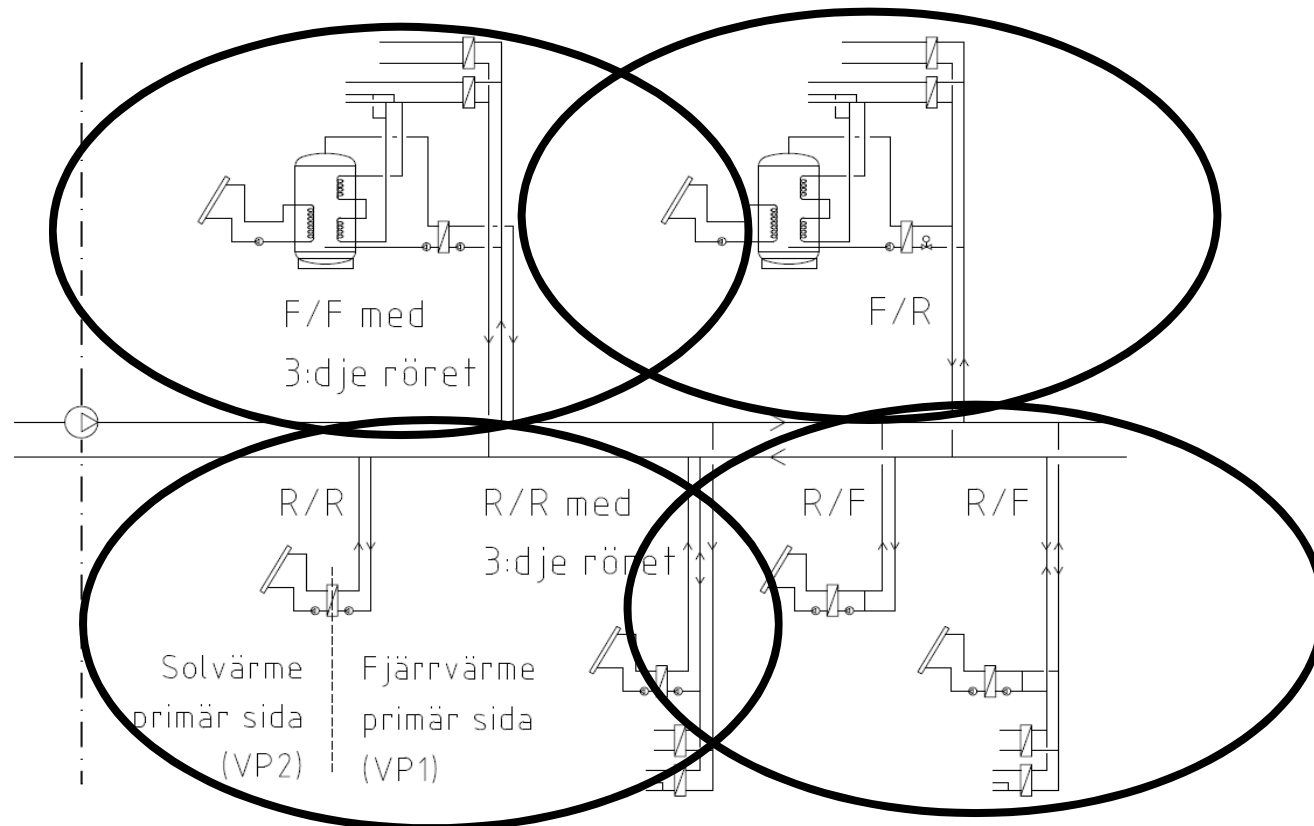 F/F med
3:dje röret
F/R
R/R
R/R med
3:dje röret
R/F
R/F
Solvärme
primär sida
(VP2)
Fjärrvärme
primär sida
(VP1)